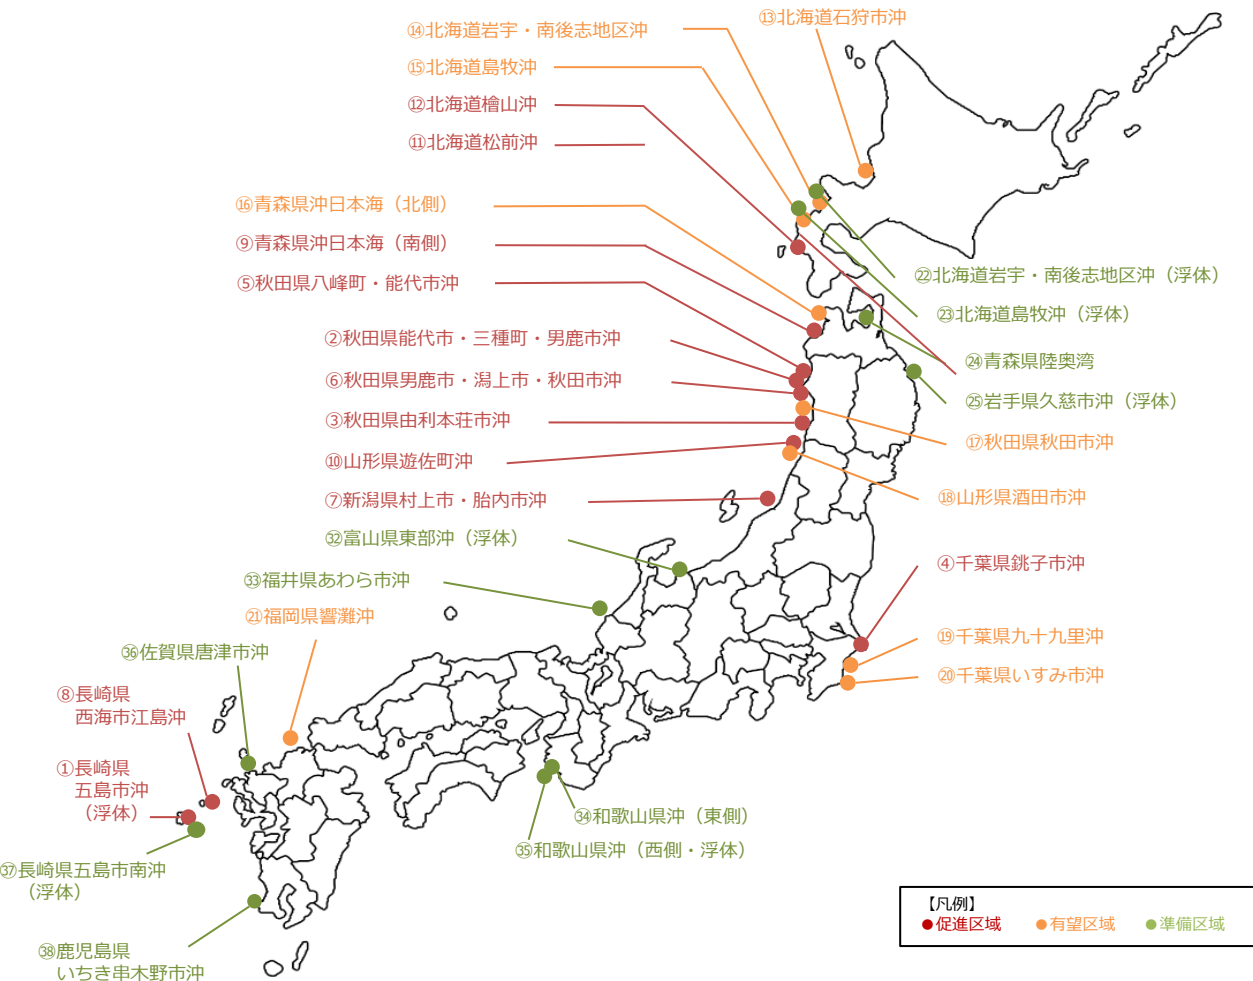 ⑬北海道石狩市沖
⑭北海道岩宇・南後志地区沖
⑮北海道島牧沖
⑫北海道檜山沖
⑪北海道松前沖
⑯青森県沖日本海（北側）
⑨青森県沖日本海（南側）
⑤秋田県八峰町・能代市沖
②秋田県能代市・三種町・男鹿市沖
⑥秋田県男鹿市・潟上市・秋田市沖
③秋田県由利本荘市沖
⑩山形県遊佐町沖
⑦新潟県村上市・胎内市沖
㉜富山県東部沖（浮体）
㉝福井県あわら市沖
㉑福岡県響灘沖
㊱佐賀県唐津市沖
⑧長崎県
西海市江島沖
①長崎県
五島市沖
（浮体）
㊲長崎県五島市南沖
（浮体）
㊳鹿児島県
いちき串木野市沖
㉒北海道岩宇・南後志地区沖（浮体）
㉓北海道島牧沖（浮体）
㉔青森県陸奥湾
㉕岩手県久慈市沖（浮体）
⑰秋田県秋田市沖
⑱山形県酒田市沖
④千葉県銚子市沖
⑲千葉県九十九里沖
⑳千葉県いすみ市沖
㉞和歌山県沖（東側）
㉟和歌山県沖（西側・浮体）
【凡例】
●促進区域 ●有望区域 ●準備区域